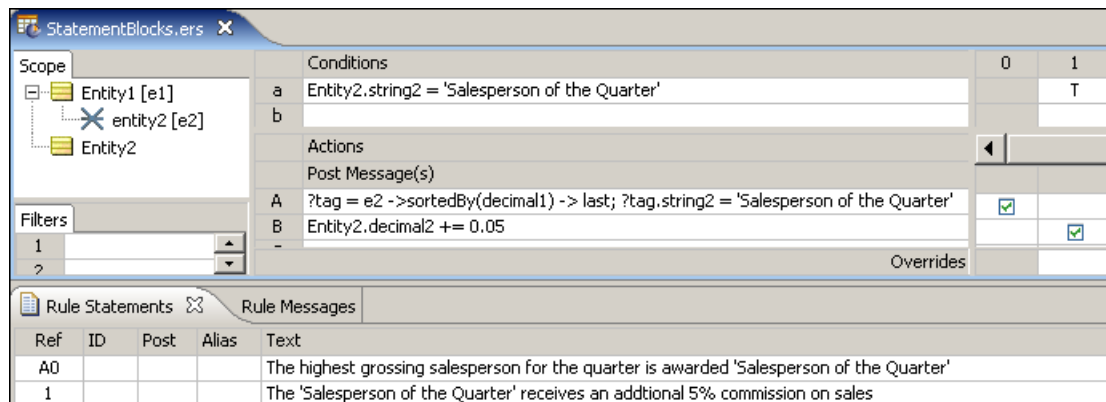 StatementBlocks.ers
Scope
Entity1 [e1]
entity2 [e2]
Entity2
Filters
1
2
Conditions 0 1
a Entity2.string2 = 'Salesperson of the Quarter' T
b
Actions
Post Message(s)
A ?tag = e2 ->sortedBy(decimal1) -> last; ?tag.string2 = 'Salesperson of the Quarter'
B Entity2.decimal2 += 0.05
Overrides
Rule Statements Rule Messages
Ref ID Post Alias Text
A0 The highest grossing salesperson for the quarter is awarded 'Salesperson of the Quarter'
1 The 'Salesperson of the Quarter' receives an addtional 5% commission on sales